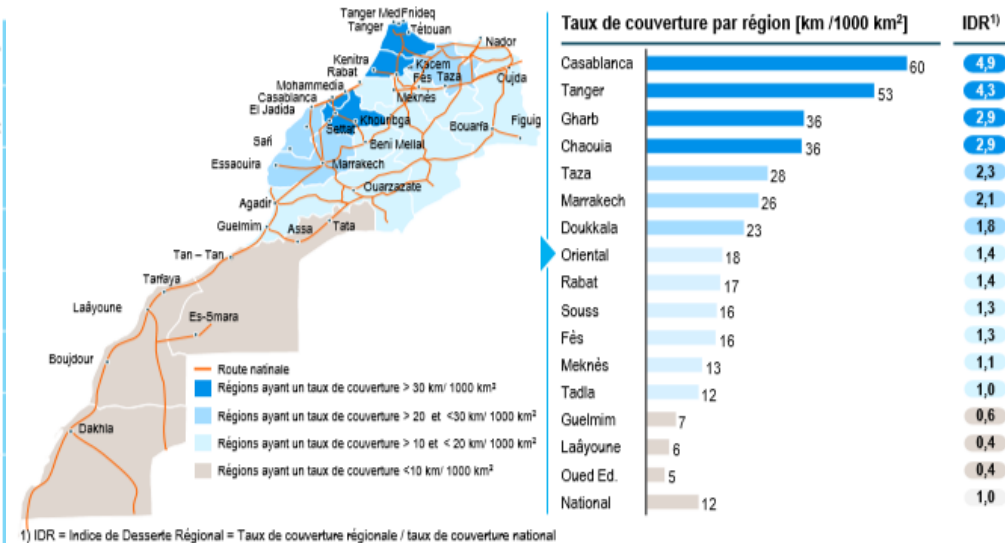 Tanger Med Fnideq
Tanger
Tétouan
Nador
Kenitra
Kacem
Rabat
Fès
Taza
Oujda
Mohammedia
Meknès
Casablanca
El Jadida
Khouribga
Settat
Bouarfa
Figuig
Safi
Beni Mellal
Essaouira
Marrakech
Ouarzazate
Agadir
Guelmim
Assa
Tata
Tan – Tan
Tarfaya
Laâyoune
Es-Smara
Boujdour
Dakhla
Route natinale
Régions ayant un taux de couverture > 30 km/ 1000 km²
Régions ayant un taux de couverture > 20 et <30 km/ 1000 km²
Régions ayant un taux de couverture > 10 et < 20 km/ 1000 km²
Régions ayant un taux de couverture <10 km/ 1000 km²
Taux de couverture par région [km /1000 km²] IDR¹⁾
Casablanca 60 4,9
Tanger 53 4,3
Gharb 36 2,9
Chaouia 36 2,9
Taza 28 2,3
Marrakech 26 2,1
Doukkala 23 1,8
Oriental 18 1,4
Rabat 17 1,4
Souss 16 1,3
Fès 16 1,3
Meknès 13 1,1
Tadla 12 1,0
Guelmim 7 0,6
Laâyoune 6 0,4
Oued Ed. 5 0,4
National 12 1,0
1) IDR = Indice de Desserte Régional = Taux de couverture régionale / taux de couverture national